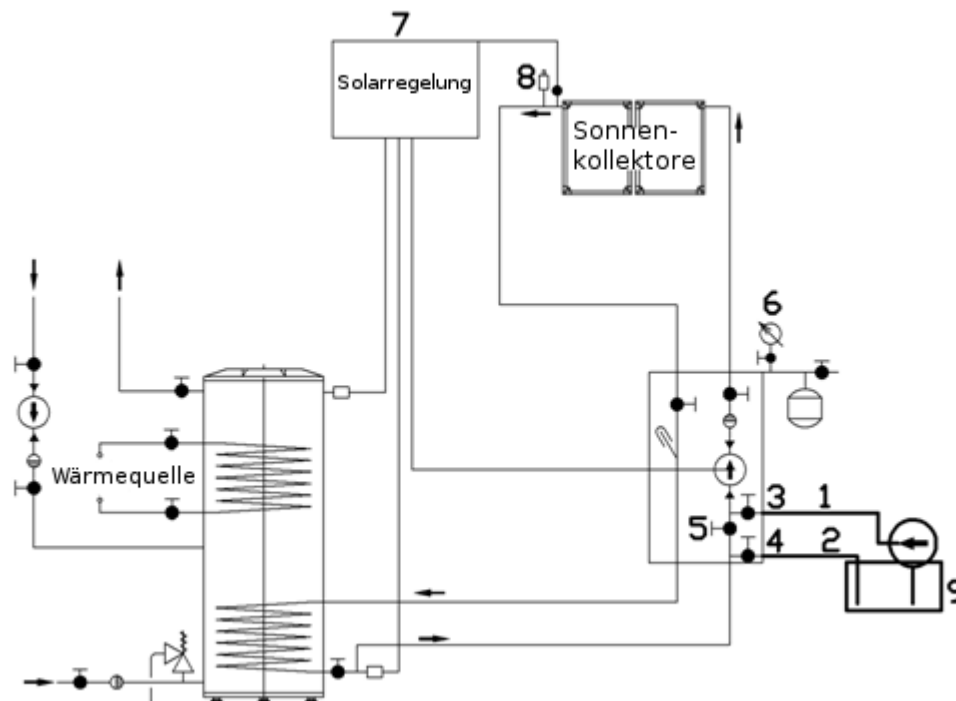 7
Solarregelung
8
Sonnen-
kollektore
6
Wärmequelle
3 1
5
4 2
9